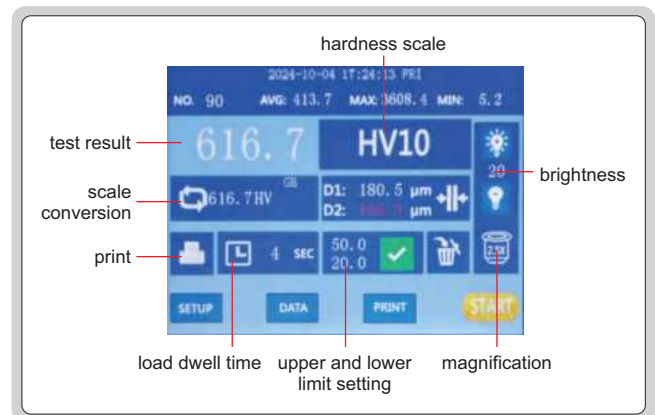 hardness scale
2024-10-04 17:24:13 FRI
NO. 90 AVG: 413.7 MAX: 3608.4 MIN: 5.2
test result
616.7 HV10
20
brightness
scale
conversion
616.7HV GB
D1: 180.5 μm
D2: μm
print
4 SEC
50.0
20.0
2.5X
SETUP DATA PRINT START
load dwell time
upper and lower
limit setting
magnification